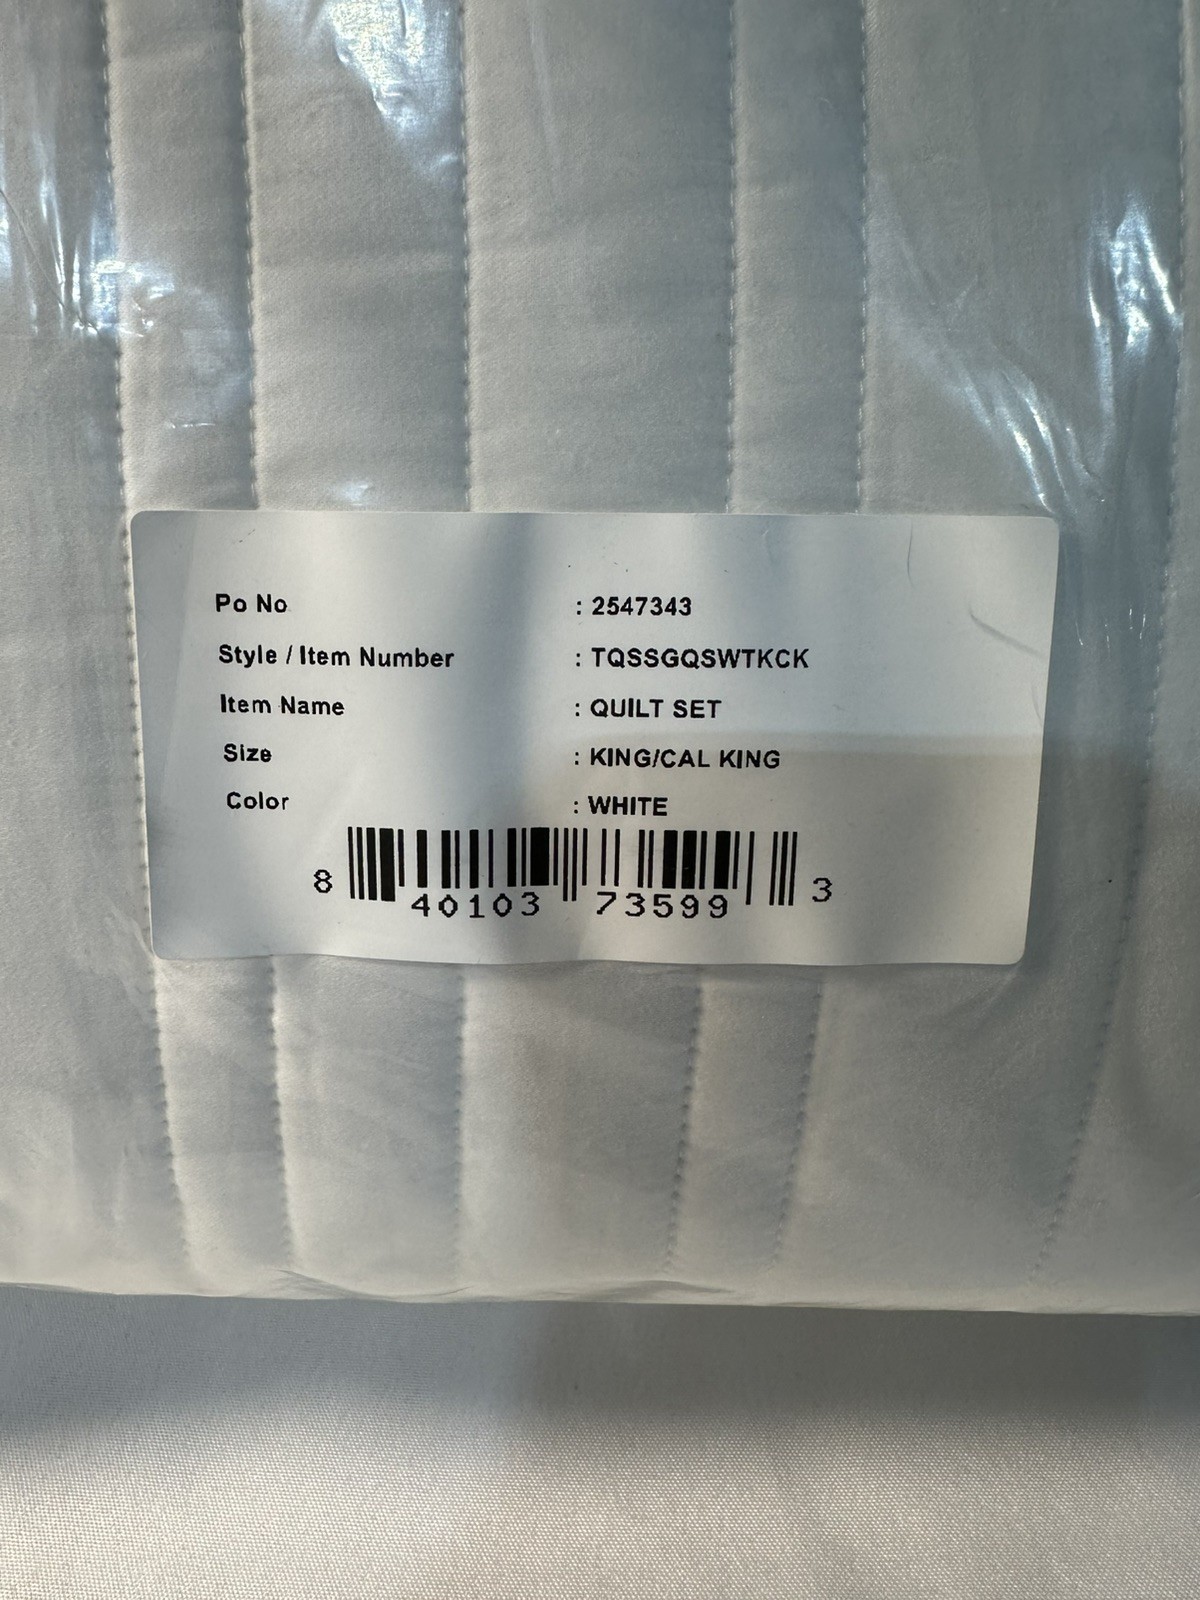 Po No : 2547343
Style / Item Number : TQSSGQSWTKCK
Item Name : QUILT SET
Size : KING/CAL KING
Color : WHITE
8 40103 73599 3